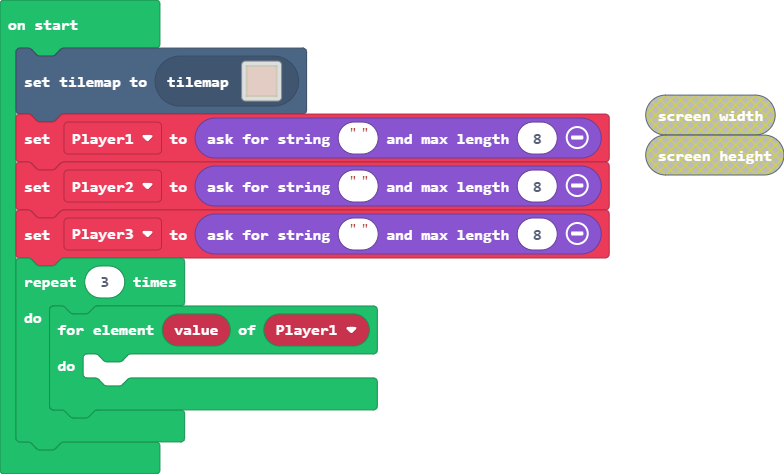 on start
set tilemap to tilemap
set Player1 to ask for string " " and max length 8
set Player2 to ask for string " " and max length 8
set Player3 to ask for string " " and max length 8
repeat 3 times
do
for element value of Player1
do
screen width
screen height